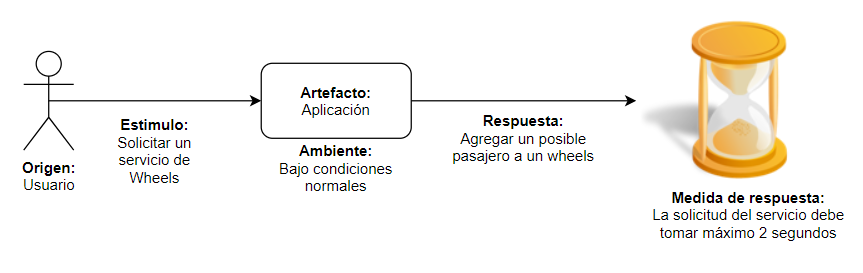 Origen:
Usuario
Estimulo:
Solicitar un
servicio de
Wheels
Artefacto:
Aplicación
Ambiente:
Bajo condiciones
normales
Respuesta:
Agregar un posible
pasajero a un wheels
Medida de respuesta:
La solicitud del servicio debe
tomar máximo 2 segundos